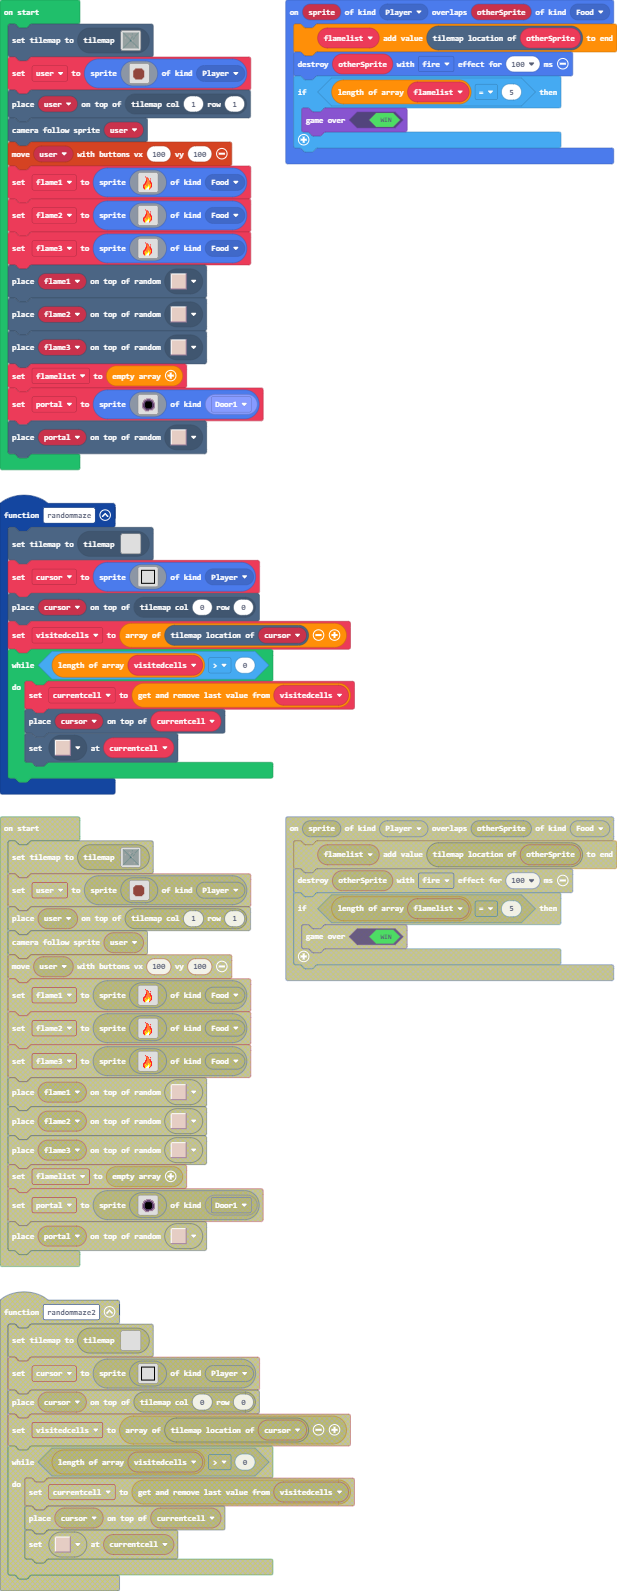 on start
set tilemap to tilemap
set user to sprite of kind Player
place user on top of tilemap col 1 row 1
camera follow sprite user
move user with buttons vx 100 vy 100
set flame1 to sprite of kind Food
set flame2 to sprite of kind Food
set flame3 to sprite of kind Food
place flame1 on top of random
place flame2 on top of random
place flame3 on top of random
set flamelist to empty array
set portal to sprite of kind Door1
place portal on top of random
on sprite of kind Player overlaps otherSprite of kind Food
flamelist add value tilemap location of otherSprite to end
destroy otherSprite with fire effect for 100 ms
if length of array flamelist = 5 then
game over WIN
function randommaze
set tilemap to tilemap
set cursor to sprite of kind Player
place cursor on top of tilemap col 0 row 0
set visitedcells to array of tilemap location of cursor
while length of array visitedcells > 0
do
set currentcell to get and remove last value from visitedcells
place cursor on top of currentcell
set at currentcell
on start
set tilemap to tilemap
set user to sprite of kind Player
place user on top of tilemap col 1 row 1
camera follow sprite user
move user with buttons vx 100 vy 100
set flame1 to sprite of kind Food
set flame2 to sprite of kind Food
set flame3 to sprite of kind Food
place flame1 on top of random
place flame2 on top of random
place flame3 on top of random
set flamelist to empty array
set portal to sprite of kind Door1
place portal on top of random
on sprite of kind Player overlaps otherSprite of kind Food
flamelist add value tilemap location of otherSprite to end
destroy otherSprite with fire effect for 100 ms
if length of array flamelist = 5 then
game over WIN
function randommaze2
set tilemap to tilemap
set cursor to sprite of kind Player
place cursor on top of tilemap col 0 row 0
set visitedcells to array of tilemap location of cursor
while length of array visitedcells > 0
do
set currentcell to get and remove last value from visitedcells
place cursor on top of currentcell
set at currentcell